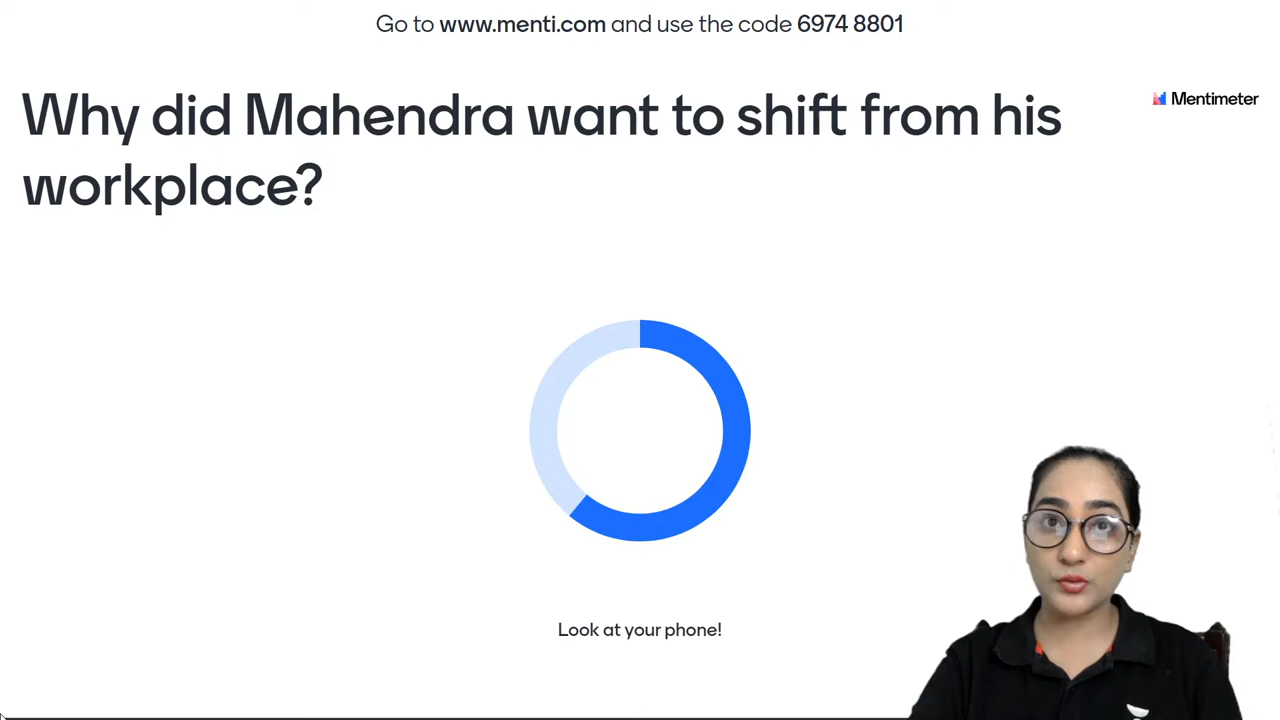 Go to www.menti.com and use the code 6974 8801
Why did Mahendra want to shift from his
workplace?
Mentimeter
Look at your phone!